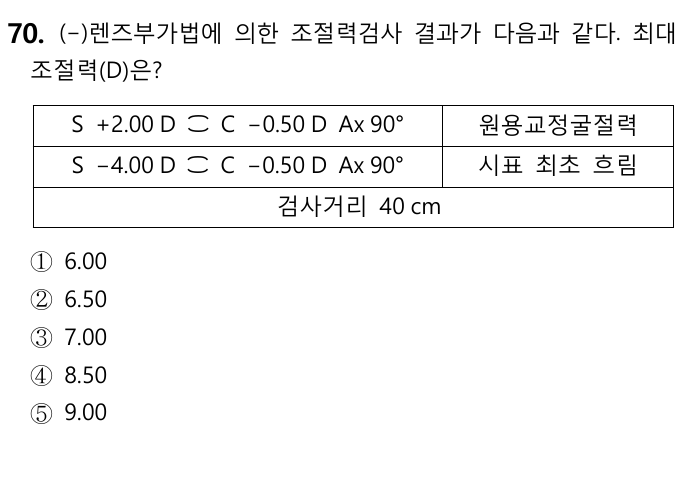 70. (−)렌즈부가법에 의한 조절력검사 결과가 다음과 같다. 최대
조절력(D)은?
S +2.00 D ⊃ C −0.50 D Ax 90° 원용교정굴절력
S −4.00 D ⊃ C −0.50 D Ax 90° 시표 최초 흐림
검사거리 40 cm
① 6.00
② 6.50
③ 7.00
④ 8.50
⑤ 9.00